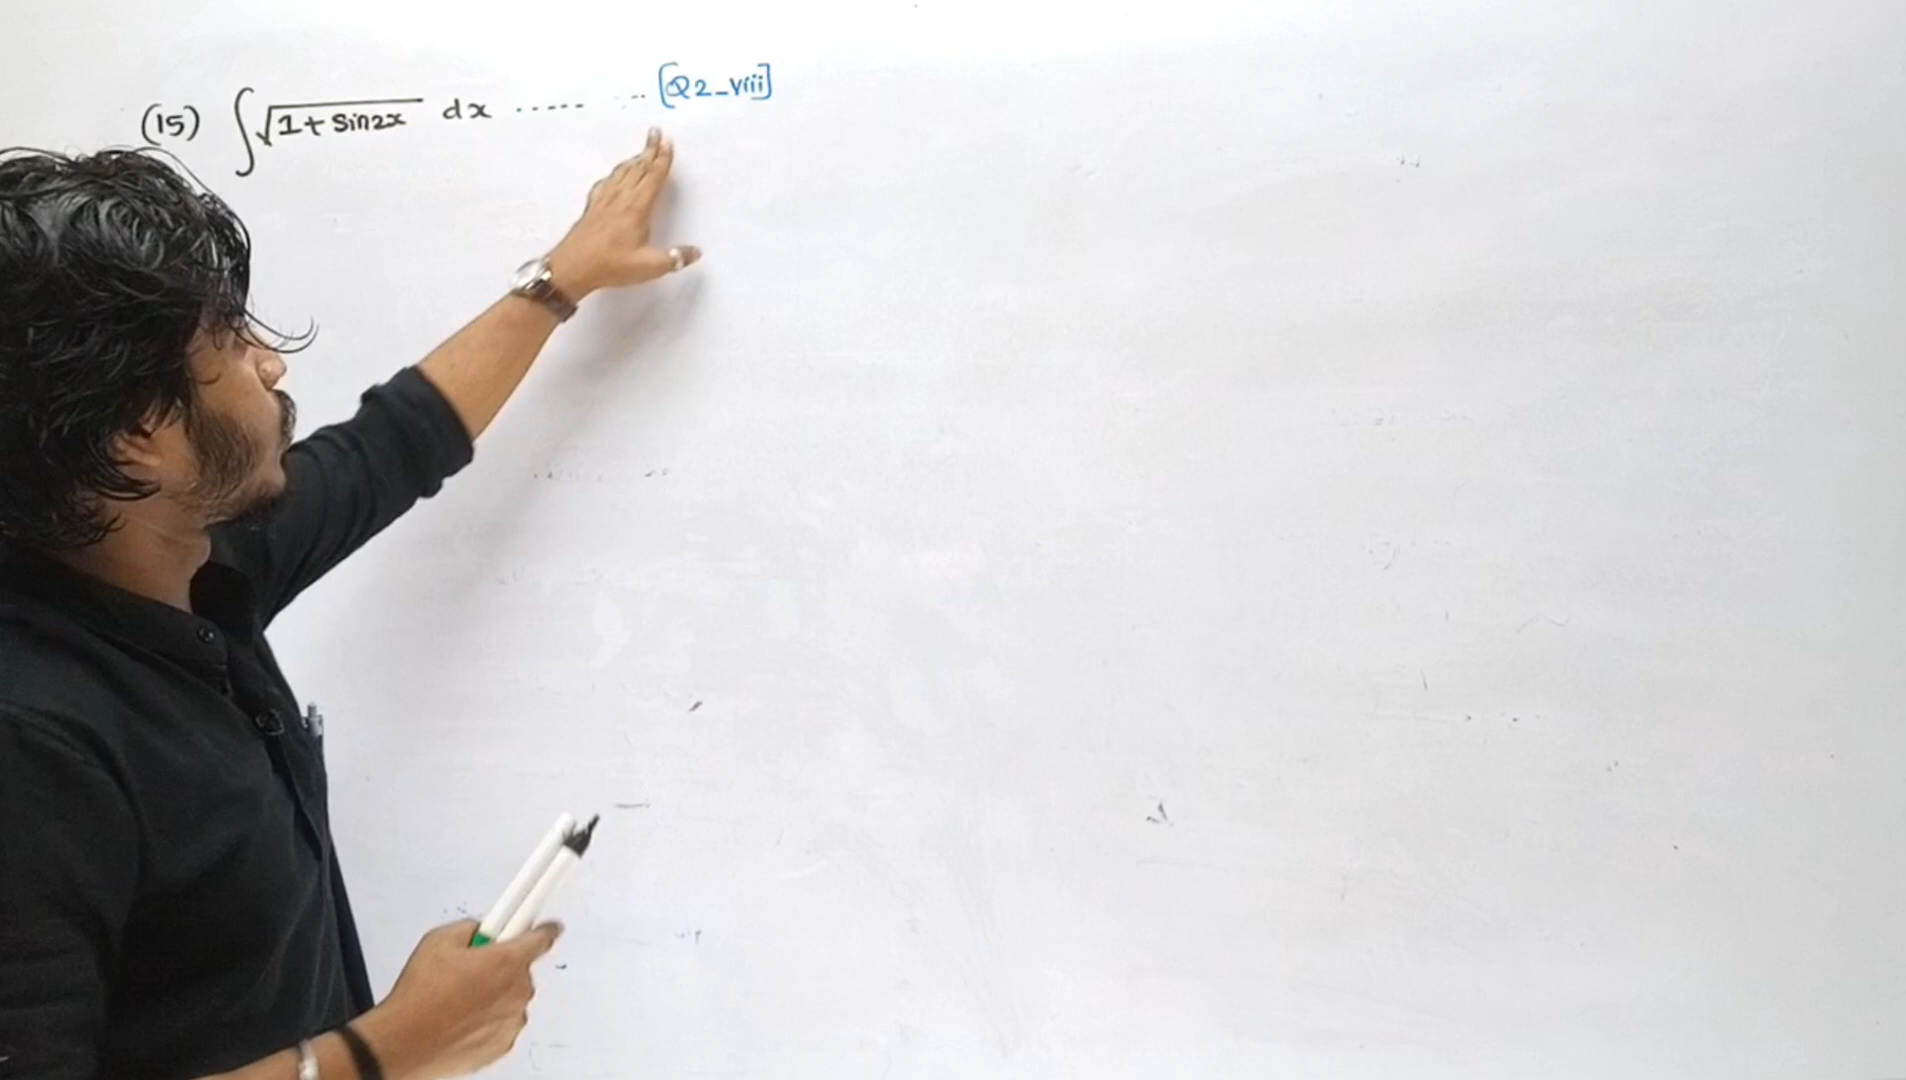 (15) ∫√1+ sin2x dx ..... ... [Q2_viii]